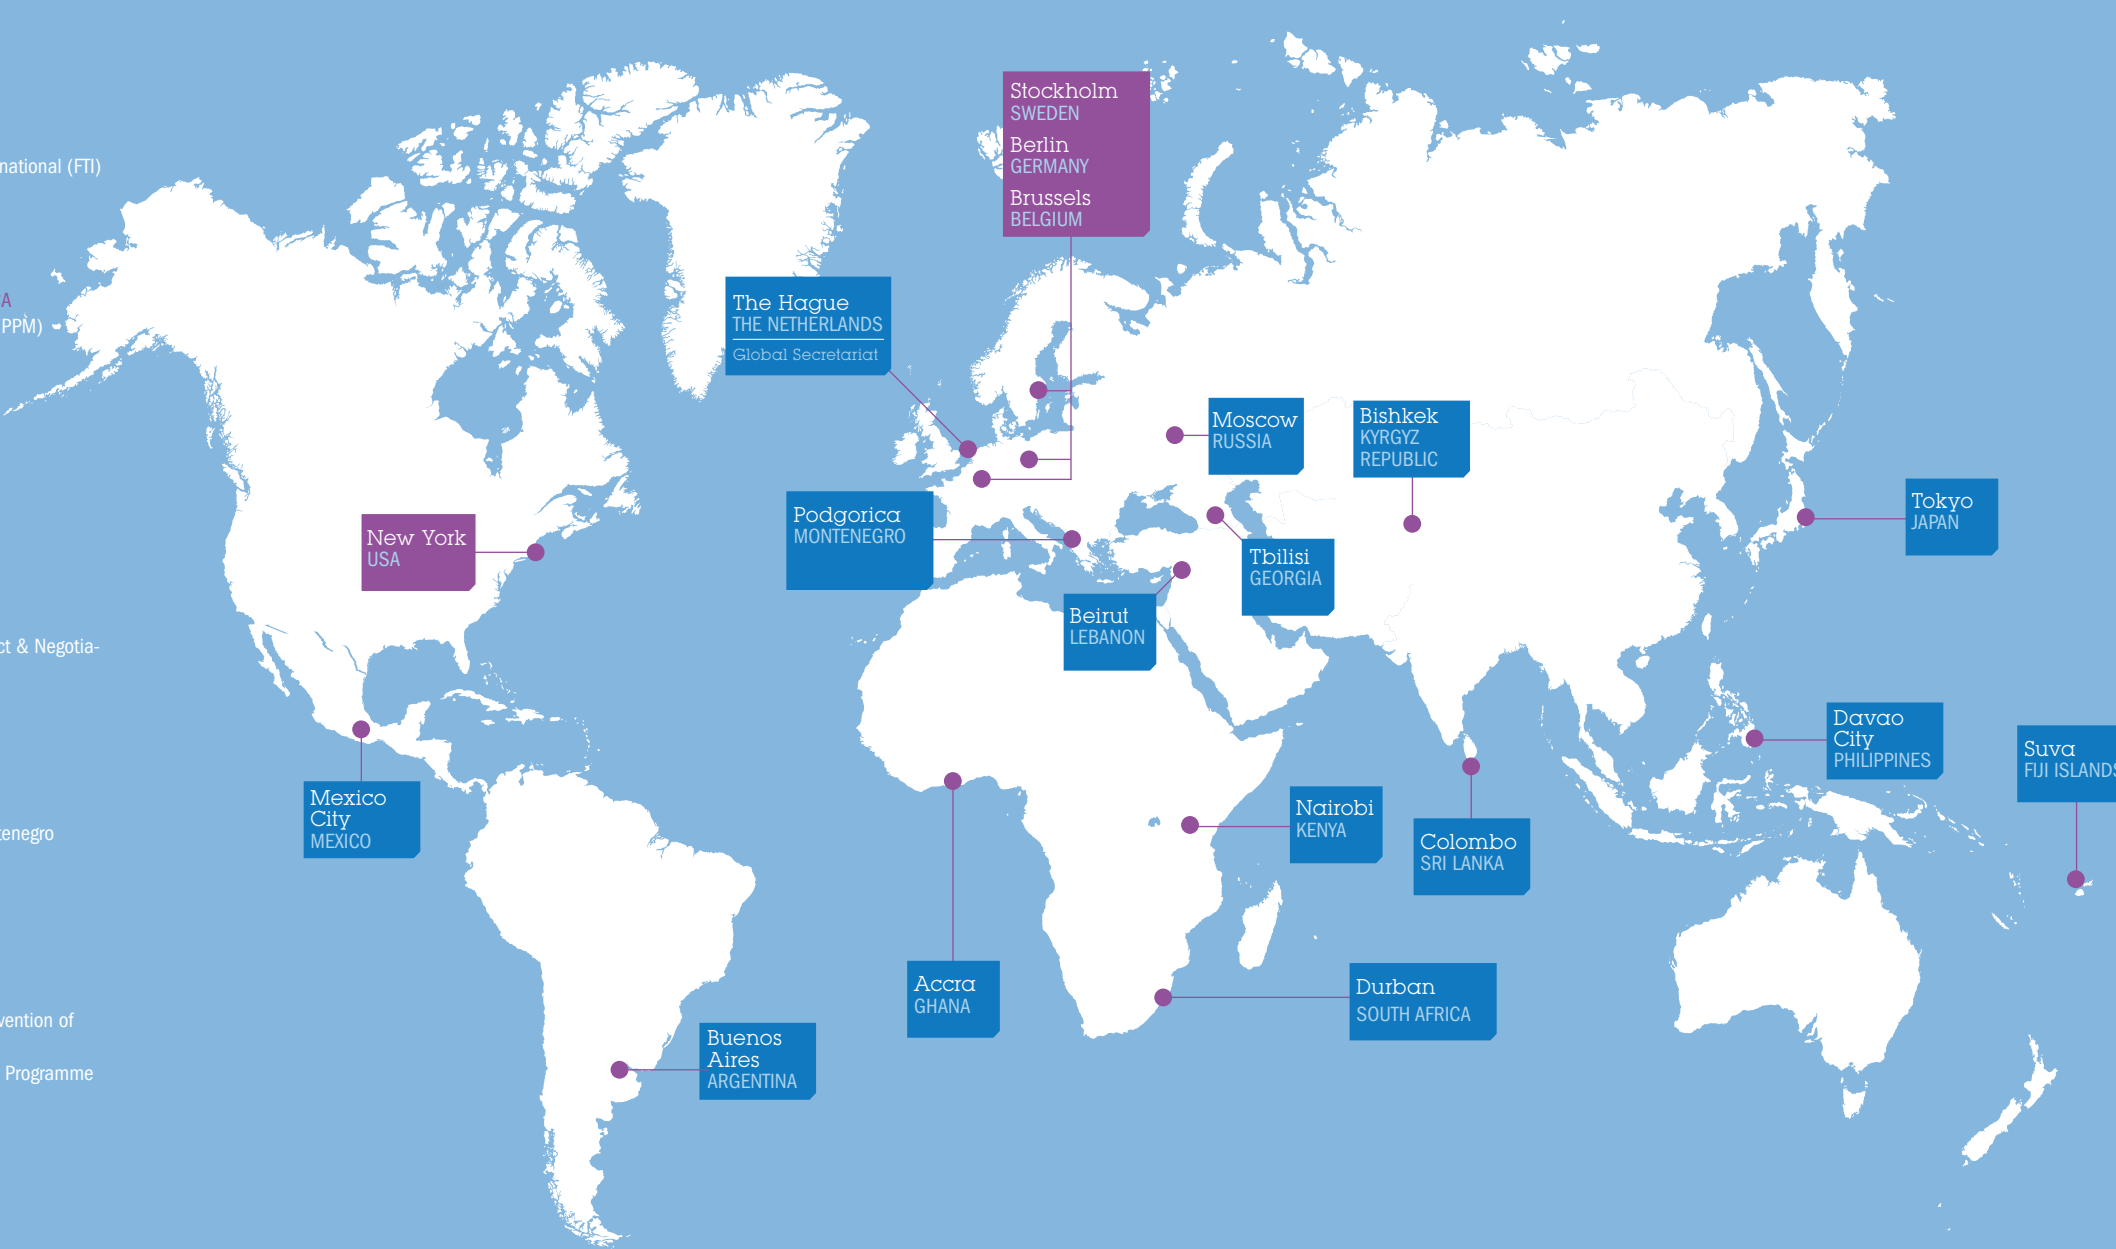 national (FTI)
A
PPM)
ct & Negotia-
tenegro
vention of
Programme
Stockholm
SWEDEN
Berlin
GERMANY
Brussels
BELGIUM
The Hague
THE NETHERLANDS
Global Secretariat
Moscow
RUSSIA
Bishkek
KYRGYZ
REPUBLIC
Tokyo
JAPAN
New York
USA
Podgorica
MONTENEGRO
Tbilisi
GEORGIA
Beirut
LEBANON
Davao
City
PHILIPPINES
Suva
FIJI ISLANDS
Mexico
City
MEXICO
Nairobi
KENYA
Colombo
SRI LANKA
Accra
GHANA
Durban
SOUTH AFRICA
Buenos
Aires
ARGENTINA